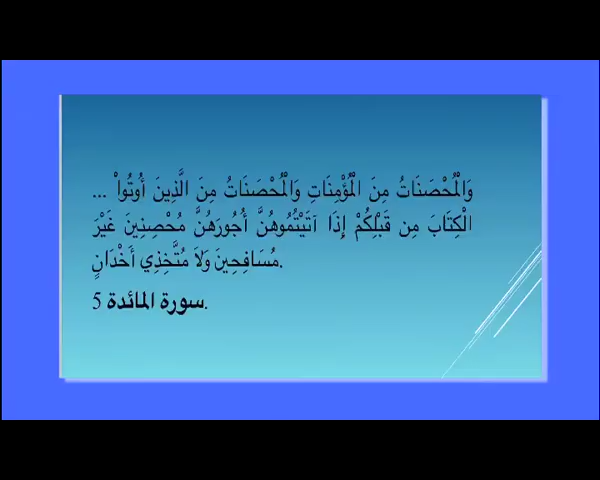 ... وَالْمُحْصَنَاتُ مِنَ الْمُؤْمِنَاتِ وَالْمُحْصَنَاتُ مِنَ الَّذِينَ أُوتُواْ
الْكِتَابَ مِن قَبْلِكُمْ إِذَا آتَيْتُمُوهُنَّ أُجُورَهُنَّ مُحْصِنِينَ غَيْرَ
مُسَافِحِينَ وَلاَ مُتَّخِذِي أَخْدَانٍ.
سورة المائدة 5.